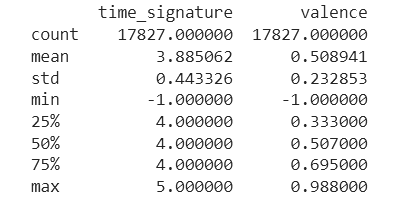 time_signature valence
count 17827.000000 17827.000000
mean 3.885062 0.508941
std 0.443326 0.232853
min -1.000000 -1.000000
25% 4.000000 0.333000
50% 4.000000 0.507000
75% 4.000000 0.695000
max 5.000000 0.988000